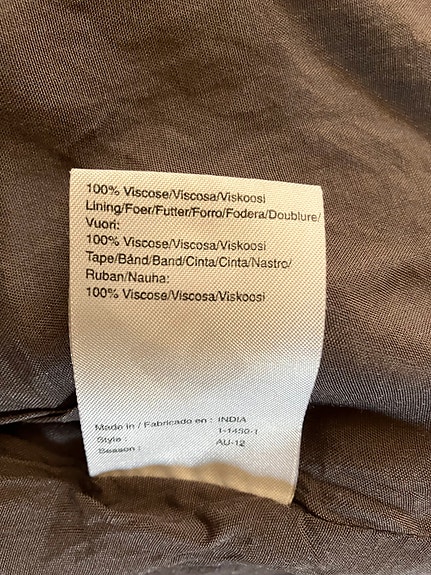 100% Viscose/Viscosa/Viskoosi
Lining/Foer/Futter/Forro/Fodera/Doublure/
Vuori:
100% Viscose/Viscosa/Viskoosi
Tape/Bånd/Band/Cinta/Cinta/Nastro/
Ruban/Nauha:
100% Viscose/Viscosa/Viskoosi
Made in / Fabricado en : INDIA
Style : 1-1450-1
Season : AU-12